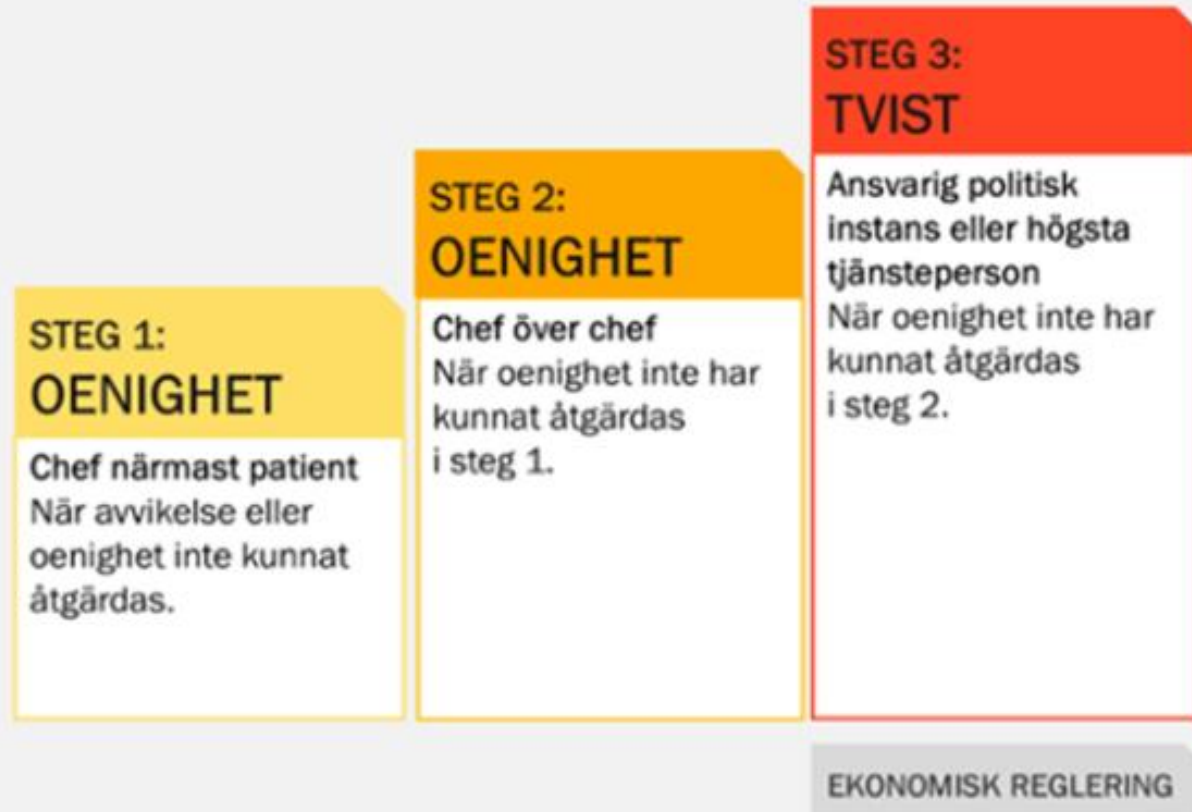 STEG 1:
OENIGHET
Chef närmast patient
När avvikelse eller
oenighet inte kunnat
åtgärdas.
STEG 2:
OENIGHET
Chef över chef
När oenighet inte har
kunnat åtgärdas
i steg 1.
STEG 3:
TVIST
Ansvarig politisk
instans eller högsta
tjänsteperson
När oenighet inte har
kunnat åtgärdas
i steg 2.
EKONOMISK REGLERING